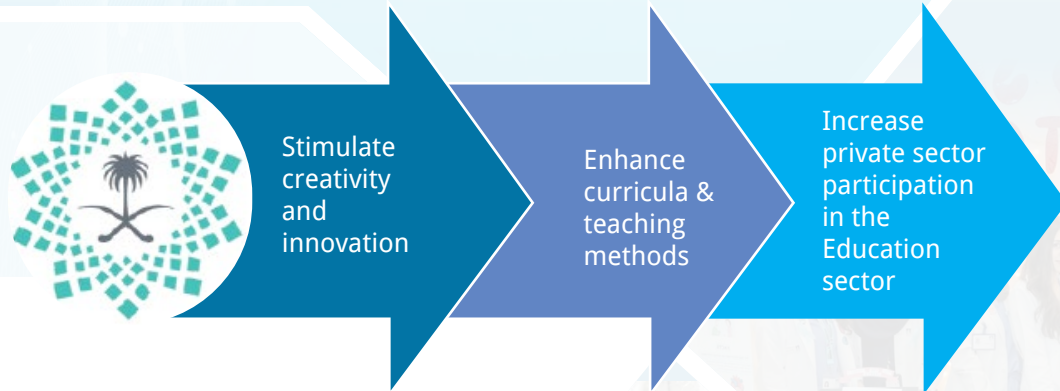 Stimulate
creativity
and
innovation
Enhance
curricula &
teaching
methods
Increase
private sector
participation
in the
Education
sector